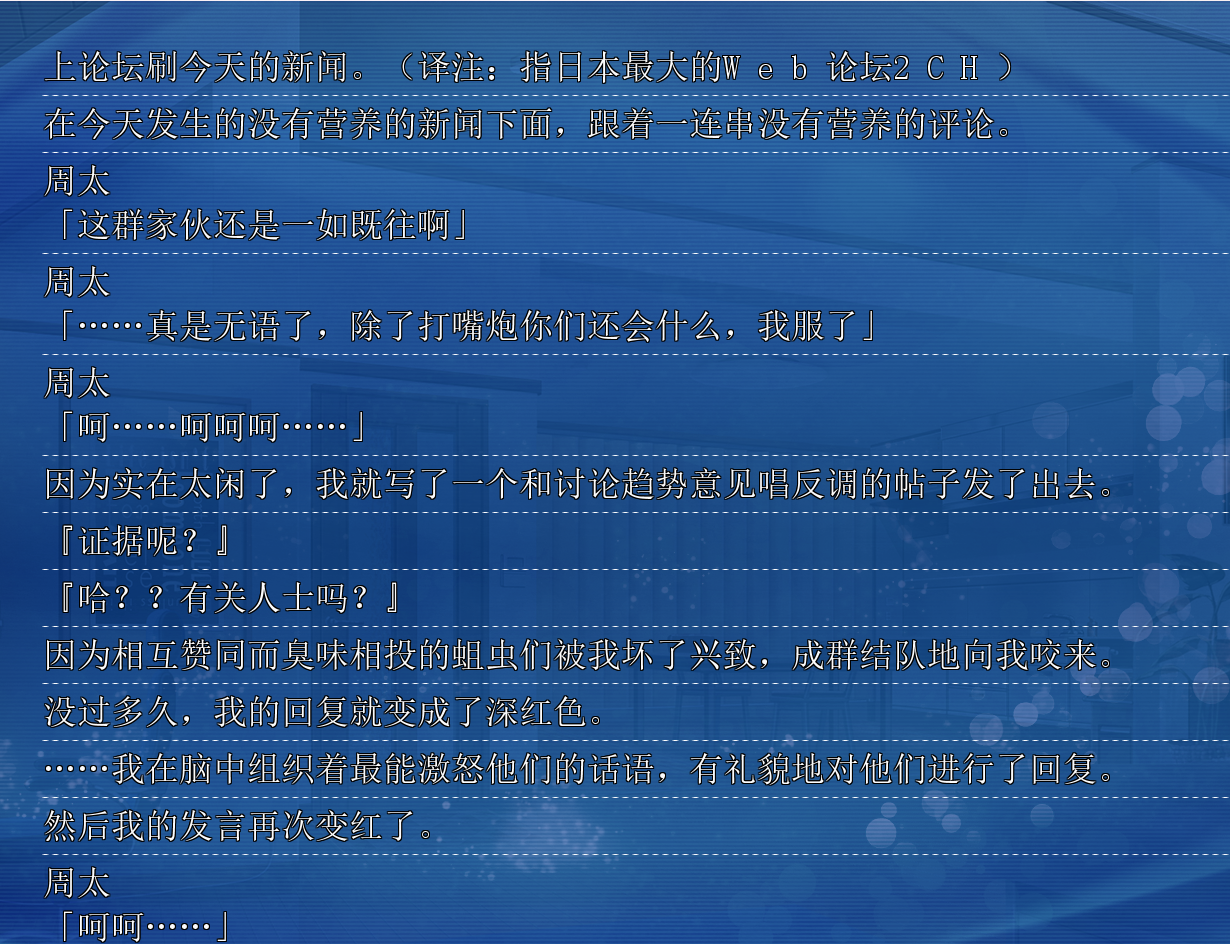 上论坛刷今天的新闻。（译注：指日本最大的Ｗｅｂ论坛2ＣＨ）
在今天发生的没有营养的新闻下面，跟着一连串没有营养的评论。
周太
「这群家伙还是一如既往啊」
周太
「……真是无语了，除了打嘴炮你们还会什么，我服了」
周太
「呵……呵呵呵……」
因为实在太闲了，我就写了一个和讨论趋势意见唱反调的帖子发了出去。
『证据呢？』
『哈？？有关人士吗？』
因为相互赞同而臭味相投的蛆虫们被我坏了兴致，成群结队地向我咬来。
没过多久，我的回复就变成了深红色。
……我在脑中组织着最能激怒他们的话语，有礼貌地对他们进行了回复。
然后我的发言再次变红了。
周太
「呵呵……」